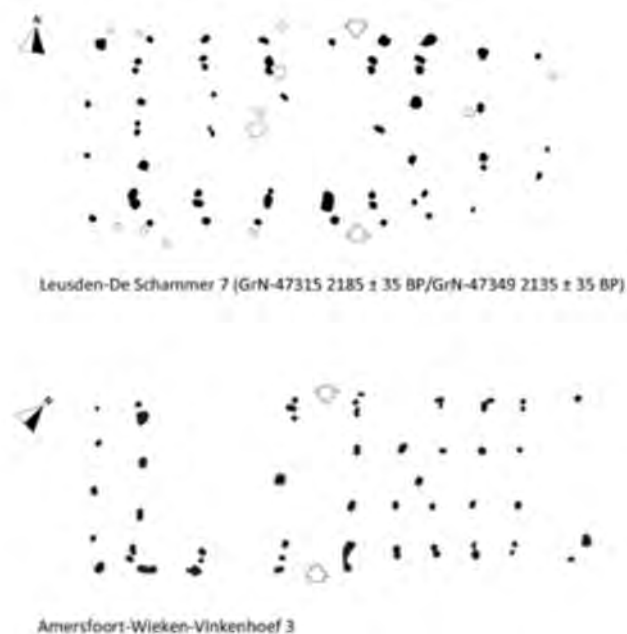 Leusden-De Schammer 7 (GrN-47315 2185 ± 35 BP/GrN-47349 2135 ± 35 BP)
Amersfoort-Wieken-Vinkenhoef 3